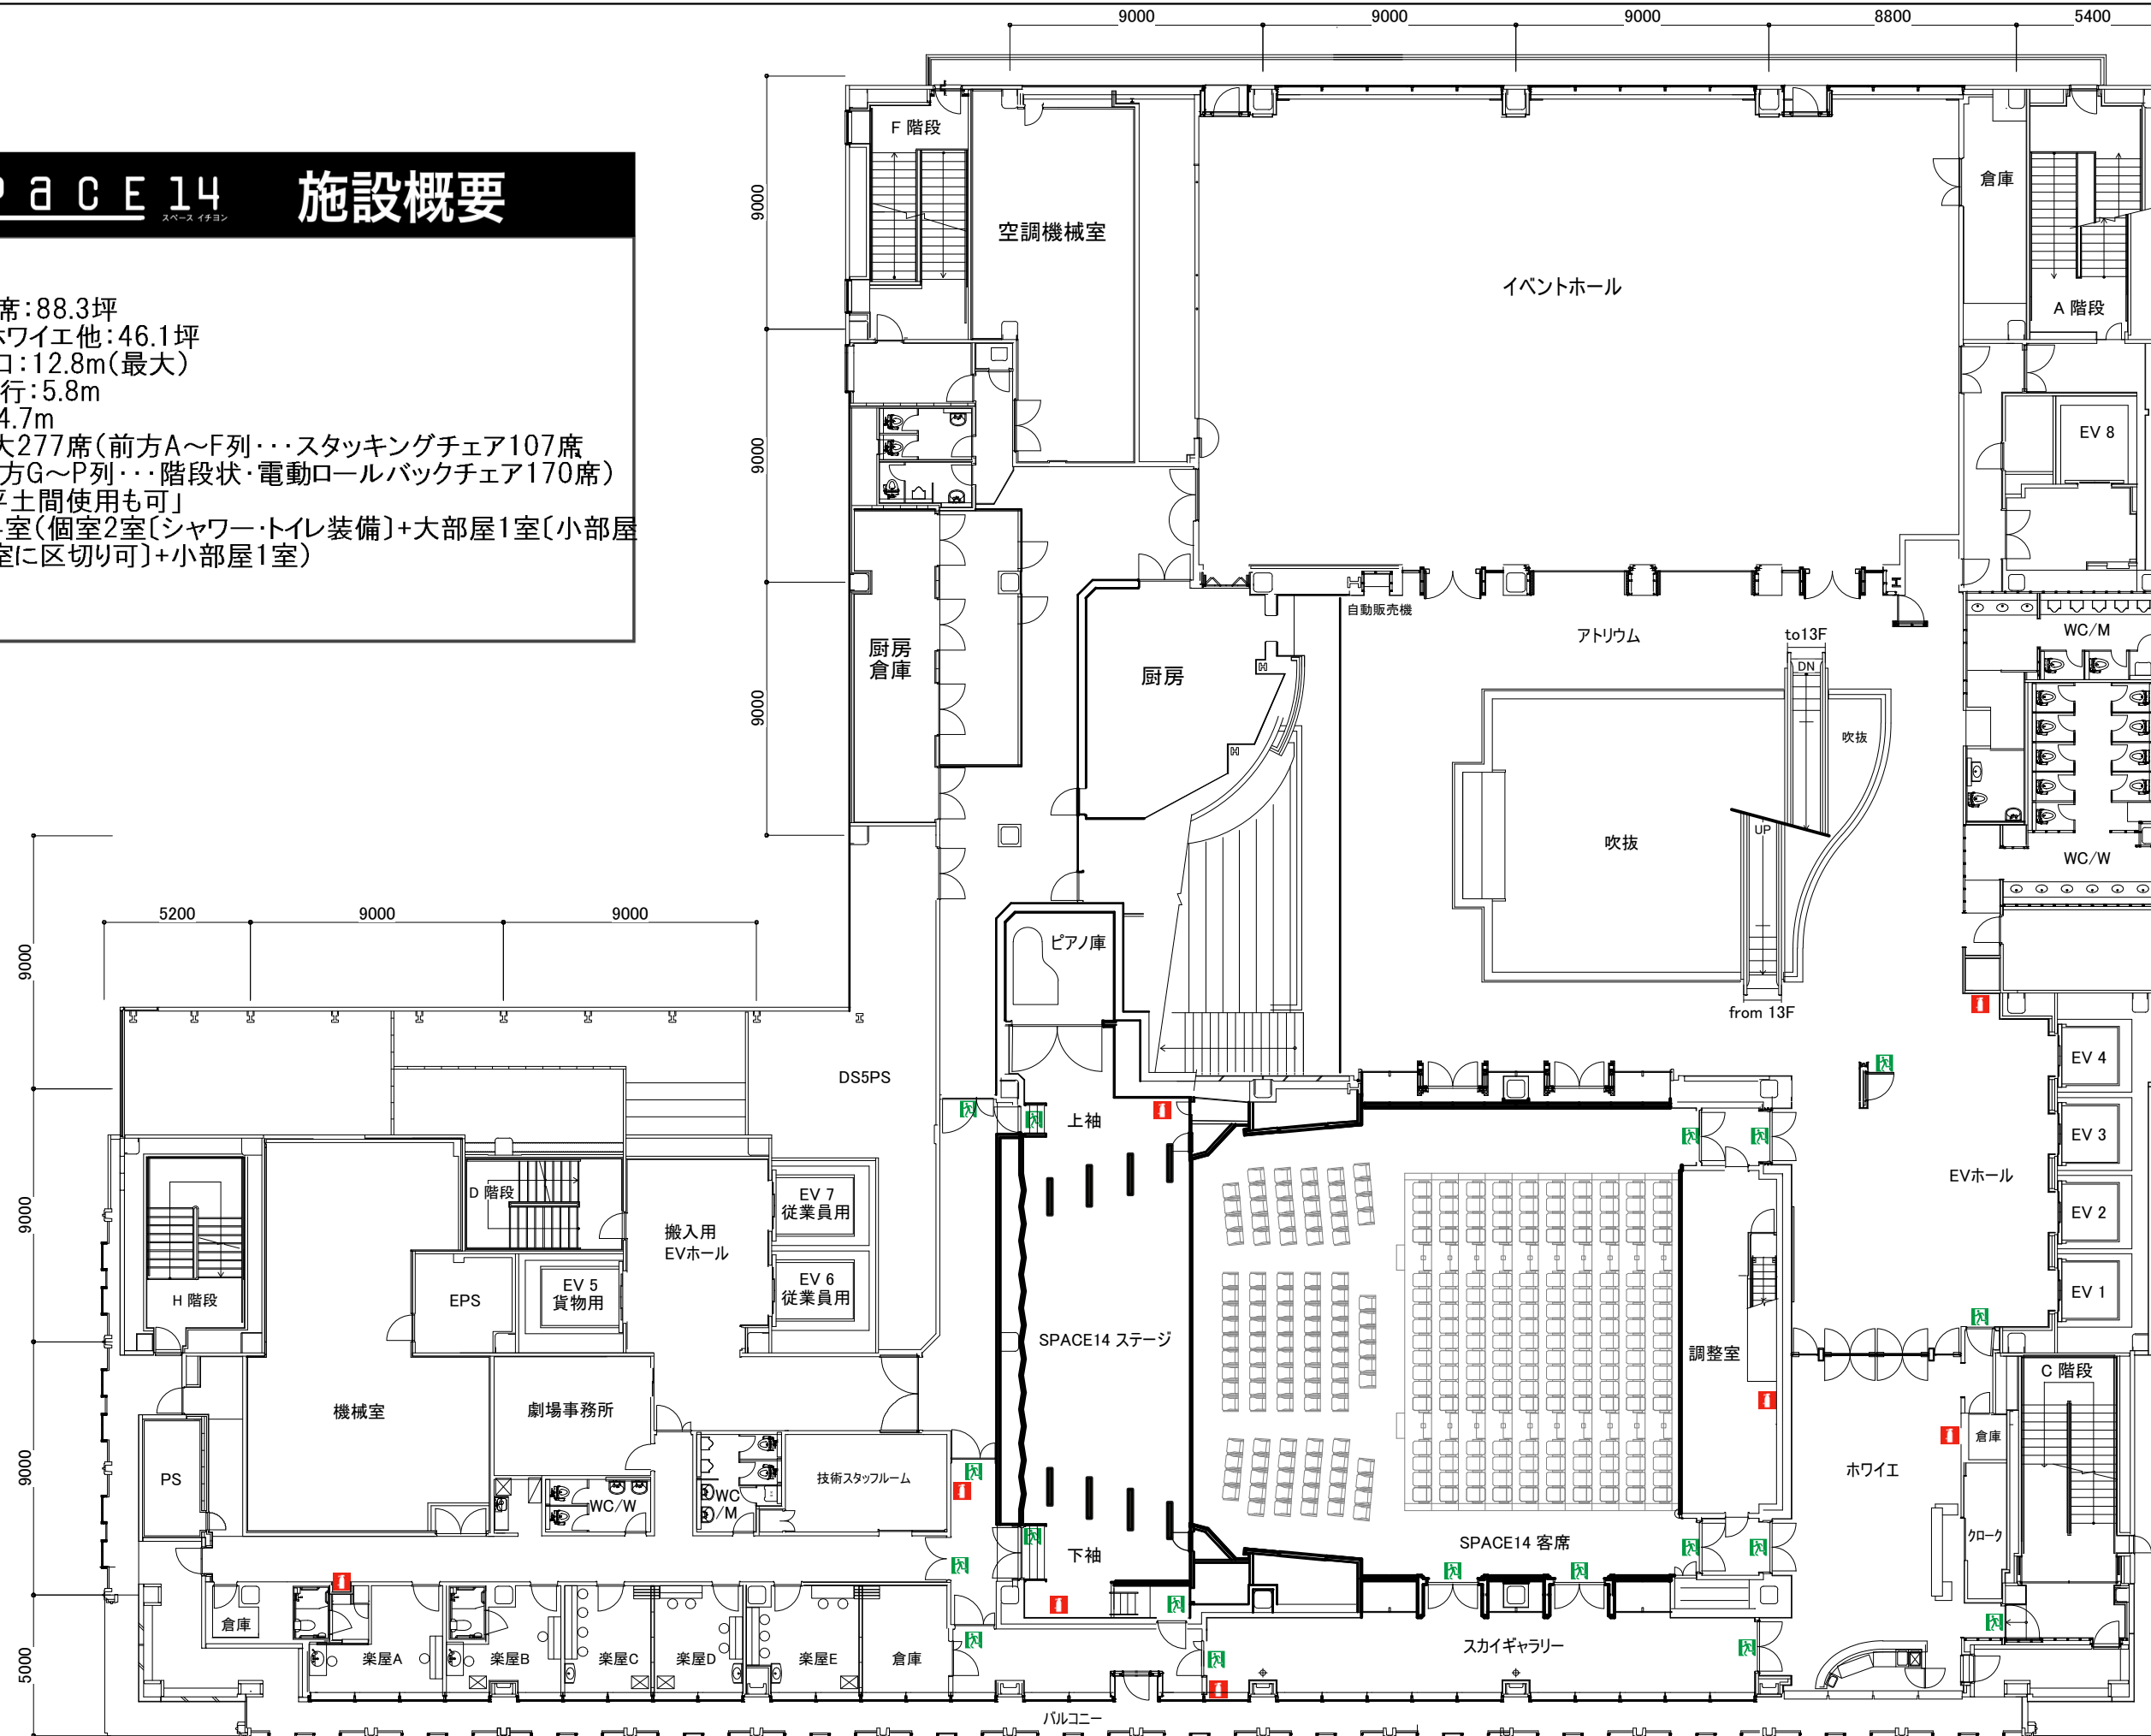 9000
9000
9000
8800
5400
PaCE 14
スペース イチヨン
施設概要
席：88.3坪
ホワイエ他：46.1坪
口：12.8m(最大)
行：5.8m
4.7m
大277席(前方A～F列･･･スタッキングチェア107席
方G～P列･･･階段状･電動ロールバックチェア170席)
平土間使用も可」
室(個室2室〔シャワー･トイレ装備〕+大部屋1室〔小部屋
室に区切り可〕+小部屋1室)
9000
9000
9000
F 階段
空調機械室
イベントホール
倉庫
A 階段
EV 8
自動販売機
アトリウム
to13F
DN
WC/M
厨房
倉庫
厨房
吹抜
吹抜
UP
WC/W
from 13F
5200
9000
9000
9000
9000
9000
5000
ピアノ庫
DS5PS
上袖
EV 4
EV 3
EVホール
EV 2
EV 1
D 階段
EV 7
従業員用
搬入用
EVホール
EV 6
従業員用
EV 5
貨物用
EPS
H 階段
SPACE14 ステージ
調整室
C 階段
機械室
劇場事務所
PS
技術スタッフルーム
WC/W
WC
/M
倉庫
ホワイエ
クローク
SPACE14 客席
下袖
倉庫
楽屋A
楽屋B
楽屋C
楽屋D
楽屋E
倉庫
スカイギャラリー
バルコニー